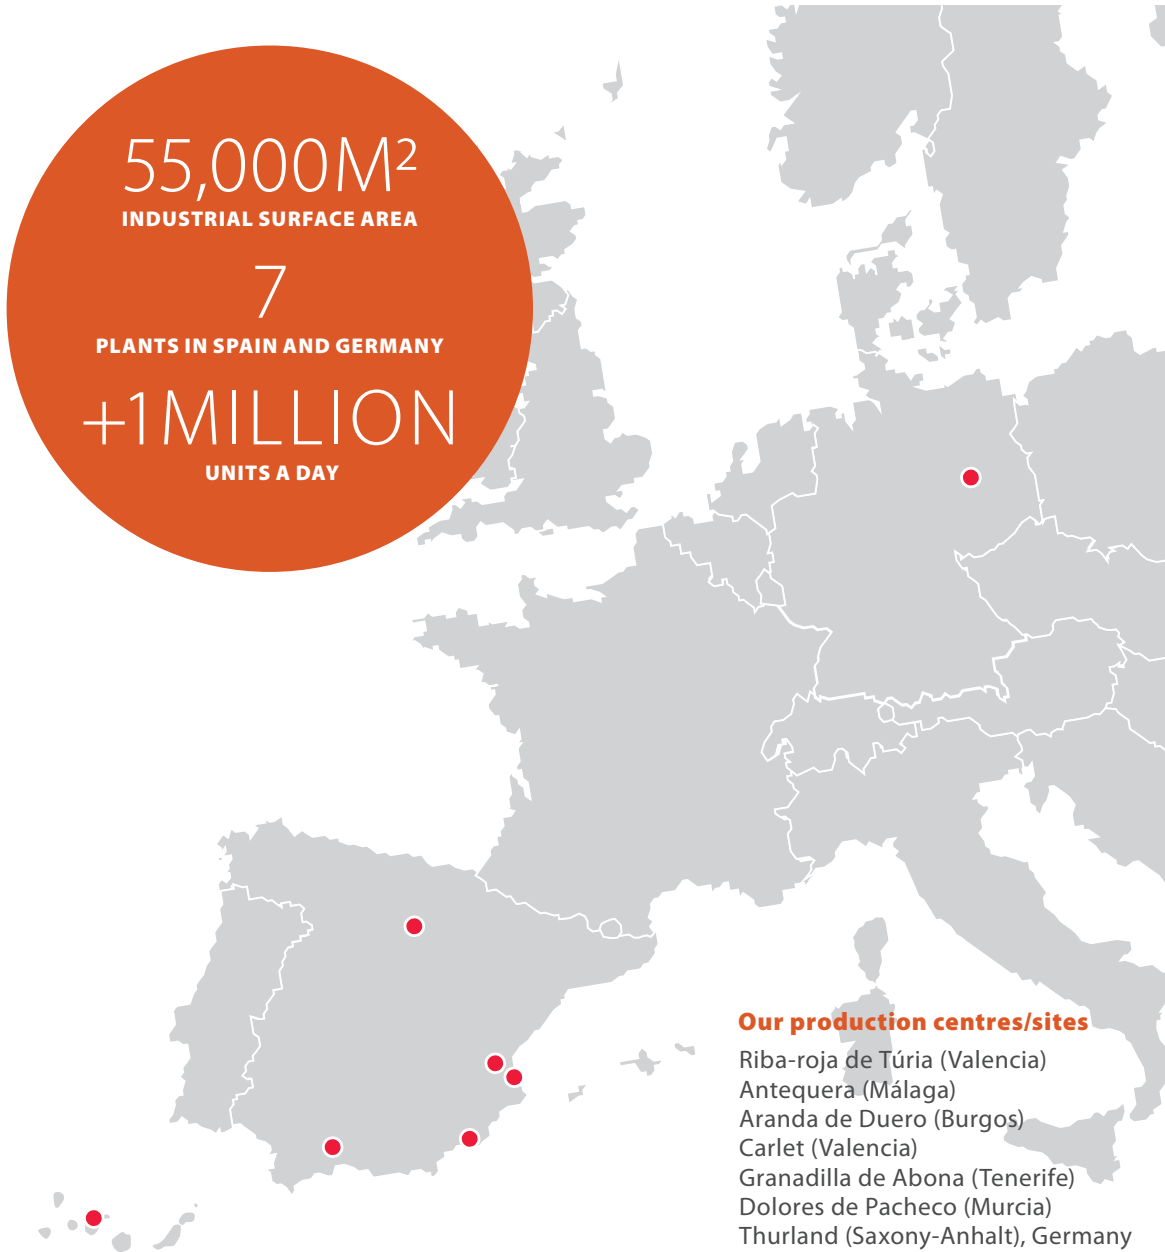 55,000M²
INDUSTRIAL SURFACE AREA
7
PLANTS IN SPAIN AND GERMANY
+1MILLION
UNITS A DAY
Our production centres/sites
Riba-roja de Túria (Valencia)
Antequera (Málaga)
Aranda de Duero (Burgos)
Carlet (Valencia)
Granadilla de Abona (Tenerife)
Dolores de Pacheco (Murcia)
Thurland (Saxony-Anhalt), Germany